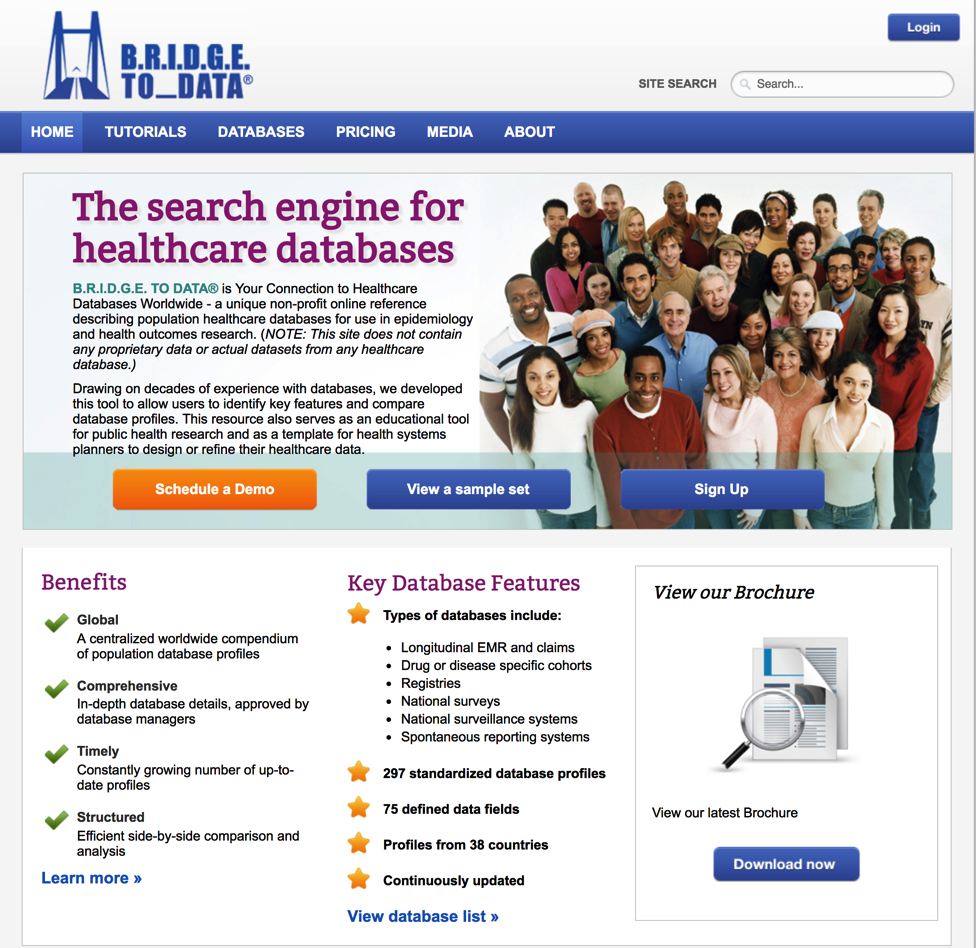 B.R.I.D.G.E.
TO_DATA®
Login
SITE SEARCH
Search...
HOME
TUTORIALS
DATABASES
PRICING
MEDIA
ABOUT
The search engine for
healthcare databases
B.R.I.D.G.E. TO DATA® is Your Connection to Healthcare
Databases Worldwide - a unique non-profit online reference
describing population healthcare databases for use in epidemiology
and health outcomes research. (NOTE: This site does not contain
any proprietary data or actual datasets from any healthcare
database.)
Drawing on decades of experience with databases, we developed
this tool to allow users to identify key features and compare
database profiles. This resource also serves as an educational tool
for public health research and as a template for health systems
planners to design or refine their healthcare data.
Schedule a Demo
View a sample set
Sign Up
Benefits
Global
A centralized worldwide compendium
of population database profiles
Comprehensive
In-depth database details, approved by
database managers
Timely
Constantly growing number of up-to-
date profiles
Structured
Efficient side-by-side comparison and
analysis
Learn more »
Key Database Features
Types of databases include:
• Longitudinal EMR and claims
• Drug or disease specific cohorts
• Registries
• National surveys
• National surveillance systems
• Spontaneous reporting systems
297 standardized database profiles
75 defined data fields
Profiles from 38 countries
Continuously updated
View database list »
View our Brochure
View our latest Brochure
Download now